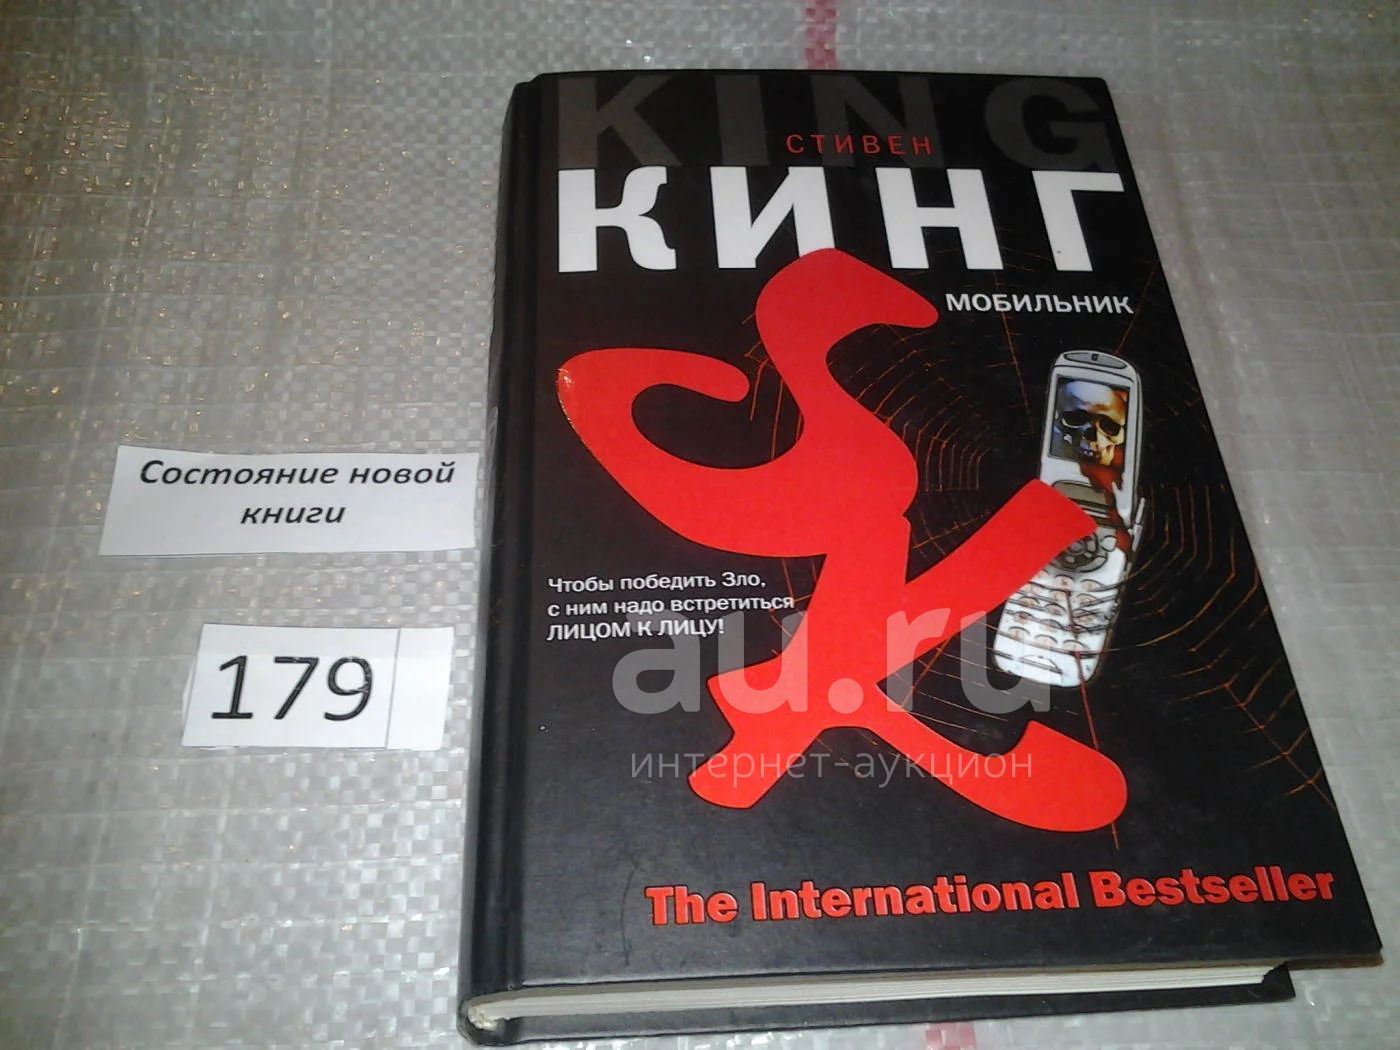 KING
СТИВЕН
КИНГ
МОБИЛЬНИК
Состояние новой
книги
Чтобы победить Зло,
с ним надо встретиться
ЛИЦОМ К ЛИЦУ!
179
au.ru
интернет-аукцион
The International Bestseller